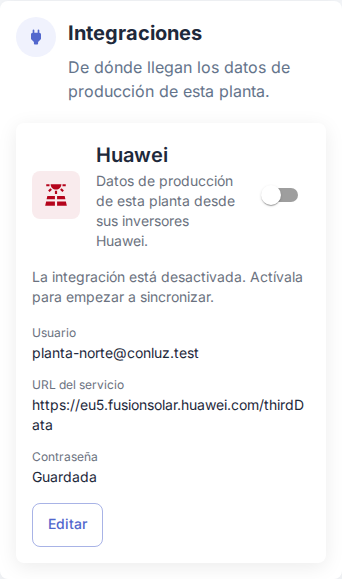 Integraciones
De dónde llegan los datos de
producción de esta planta.
Huawei
Datos de producción
de esta planta desde
sus inversores
Huawei.
La integración está desactivada. Actívala
para empezar a sincronizar.
Usuario
planta-norte@conluz.test
URL del servicio
https://eu5.fusionsolar.huawei.com/thirdD
ata
Contraseña
Guardada
Editar